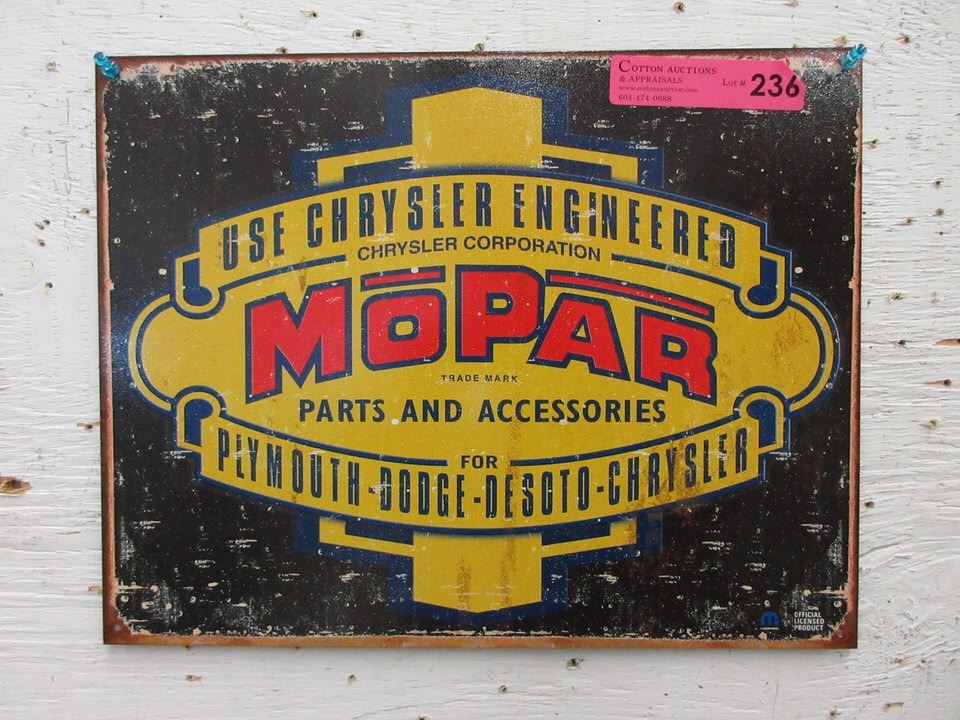 COTTON AUCTIONS
& APPRAISALS Lot # 236
www.cottonsauction.com
604-474-0688
USE CHRYSLER ENGINEERED
CHRYSLER CORPORATION
MOPAR
TRADE MARK
PARTS AND ACCESSORIES
FOR
PLYMOUTH-DODGE-DESOTO-CHRYSLER
OFFICIAL
LICENSED
PRODUCT